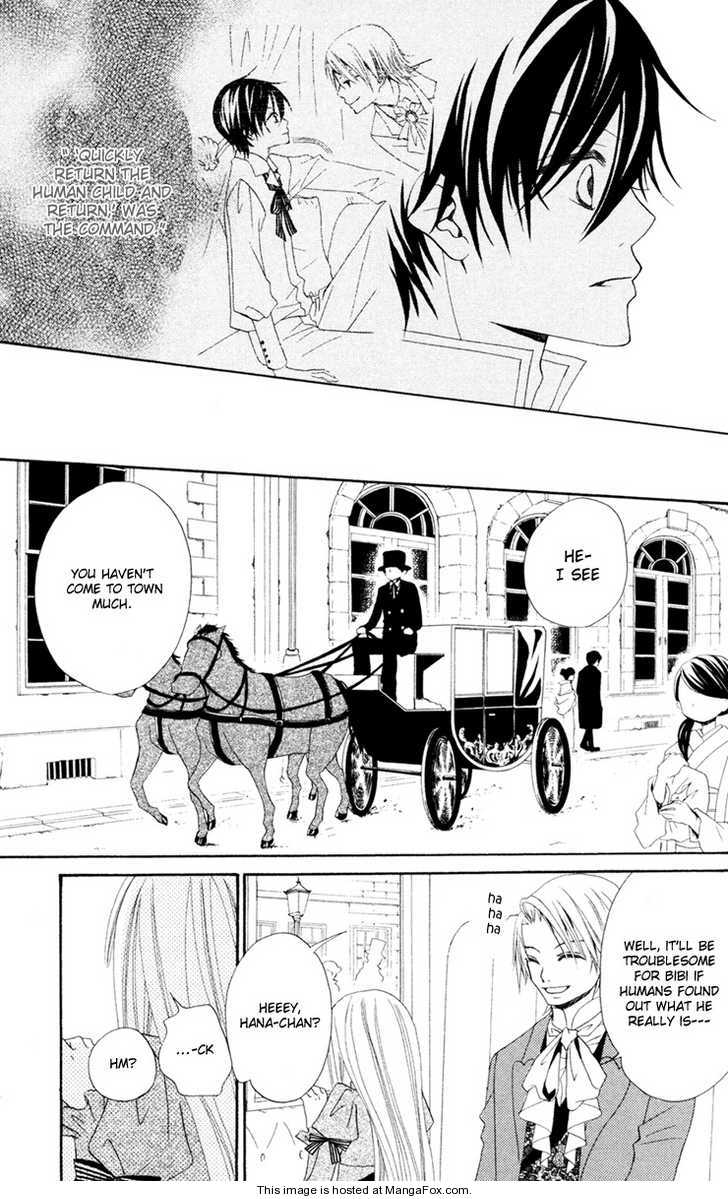 " 'QUICKLY
RETURN THE
HUMAN CHILD AND
RETURN,' WAS
THE COMMAND."
HE-
I SEE
YOU HAVEN'T
COME TO TOWN
MUCH.
ha
ha
ha
WELL, IT'LL BE
TROUBLESOME
FOR BIBI IF
HUMANS FOUND
OUT WHAT HE
REALLY IS---
HEEEY,
HANA-CHAN?
...-CK
HM?
This image is hosted at MangaFox.com